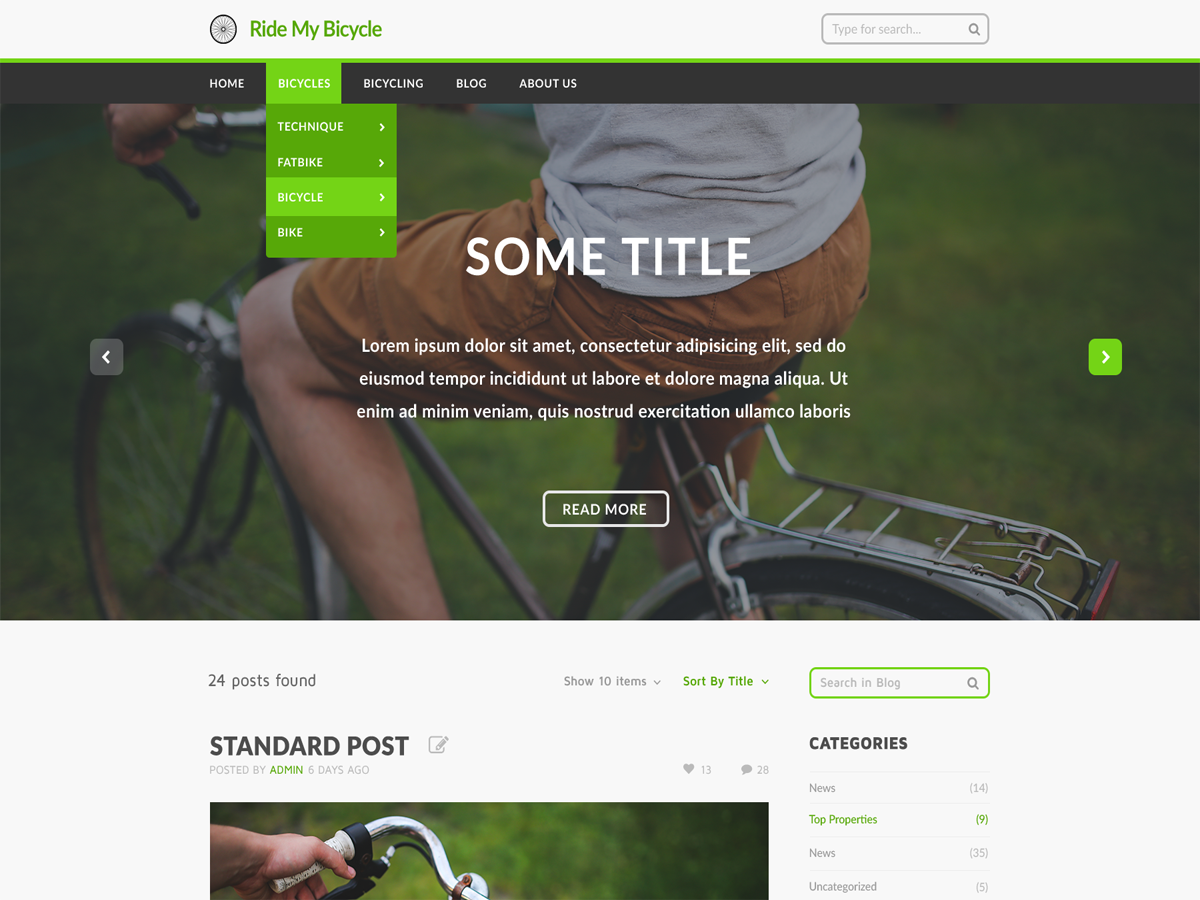 Ride My Bicycle
Type for search...
HOME
BICYCLES
BICYCLING
BLOG
ABOUT US
TECHNIQUE
FATBIKE
BICYCLE
BIKE
SOME TITLE
Lorem ipsum dolor sit amet, consectetur adipisicing elit, sed do
eiusmod tempor incididunt ut labore et dolore magna aliqua. Ut
enim ad minim veniam, quis nostrud exercitation ullamco laboris
READ MORE
24 posts found
Show 10 items
Sort By Title
Search in Blog
STANDARD POST
POSTED BY ADMIN 6 DAYS AGO
13
28
CATEGORIES
News (14)
Top Properties (9)
News (35)
Uncategorized (5)